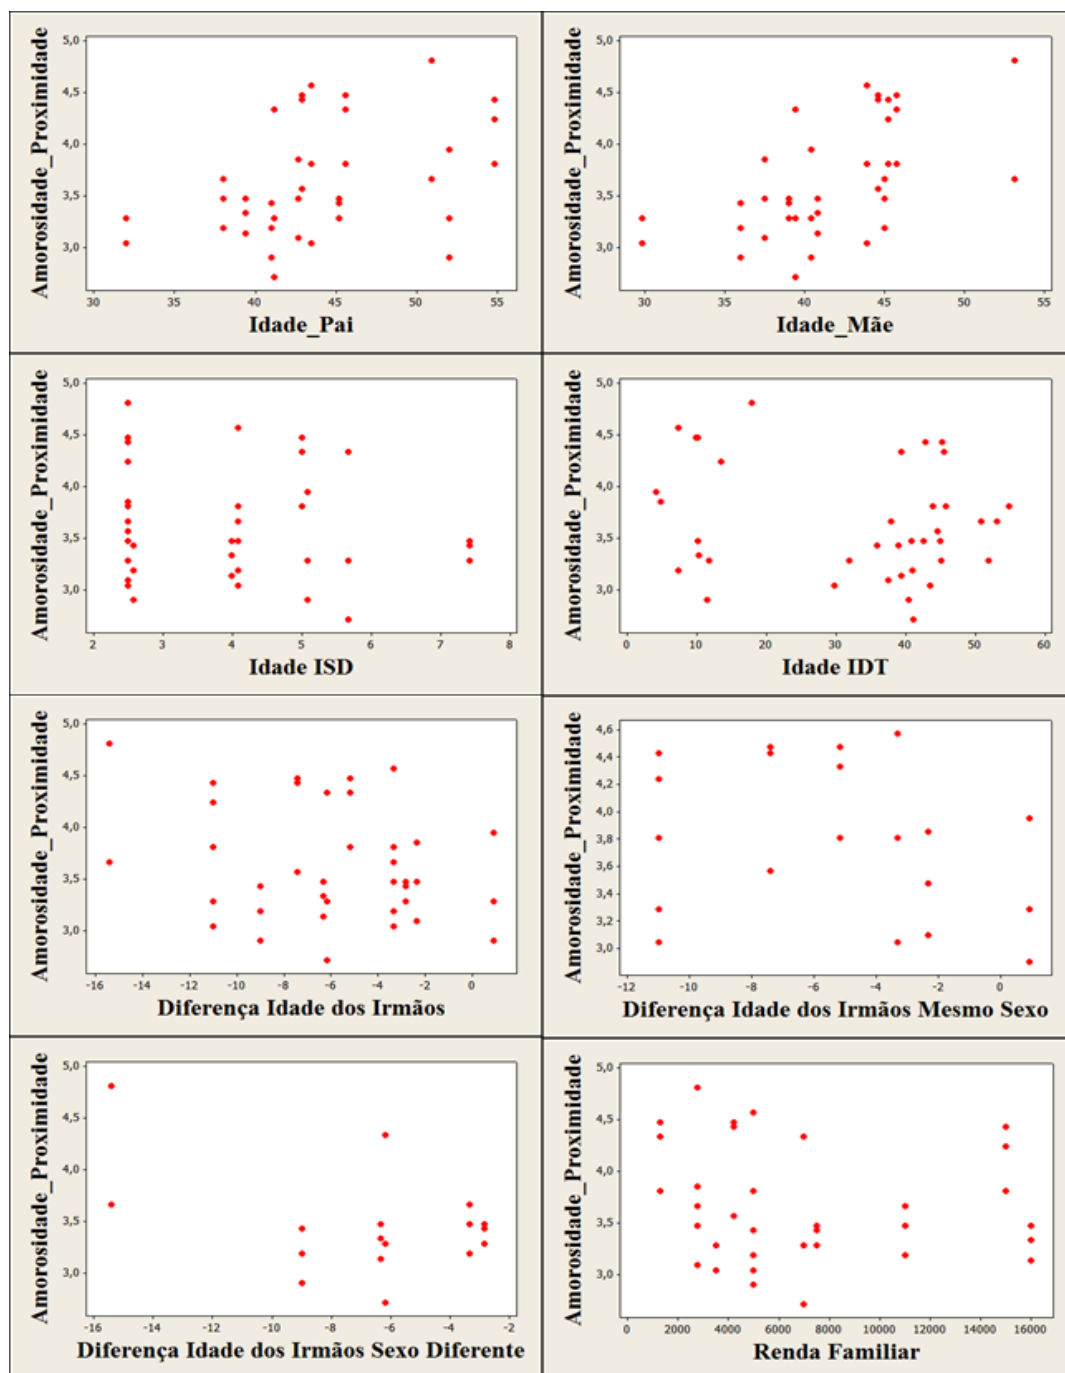 Amorosidade_Proximidade
5,0
4,5
4,0
3,5
3,0
30 35 40 45 50 55
Idade_Pai
Amorosidade_Proximidade
5,0
4,5
4,0
3,5
3,0
30 35 40 45 50 55
Idade_Mãe
Amorosidade_Proximidade
5,0
4,5
4,0
3,5
3,0
2 3 4 5 6 7 8
Idade ISD
Amorosidade_Proximidade
5,0
4,5
4,0
3,5
3,0
0 10 20 30 40 50 60
Idade IDT
Amorosidade_Proximidade
5,0
4,5
4,0
3,5
3,0
-16 -14 -12 -10 -8 -6 -4 -2 0
Diferença Idade dos Irmãos
Amorosidade_Proximidade
4,6
4,4
4,2
4,0
3,8
3,6
3,4
3,2
3,0
-12 -10 -8 -6 -4 -2 0
Diferença Idade dos Irmãos Mesmo Sexo
Amorosidade_Proximidade
5,0
4,5
4,0
3,5
3,0
-16 -14 -12 -10 -8 -6 -4 -2
Diferença Idade dos Irmãos Sexo Diferente
Amorosidade_Proximidade
5,0
4,5
4,0
3,5
3,0
0 2000 4000 6000 8000 10000 12000 14000 16000
Renda Familiar